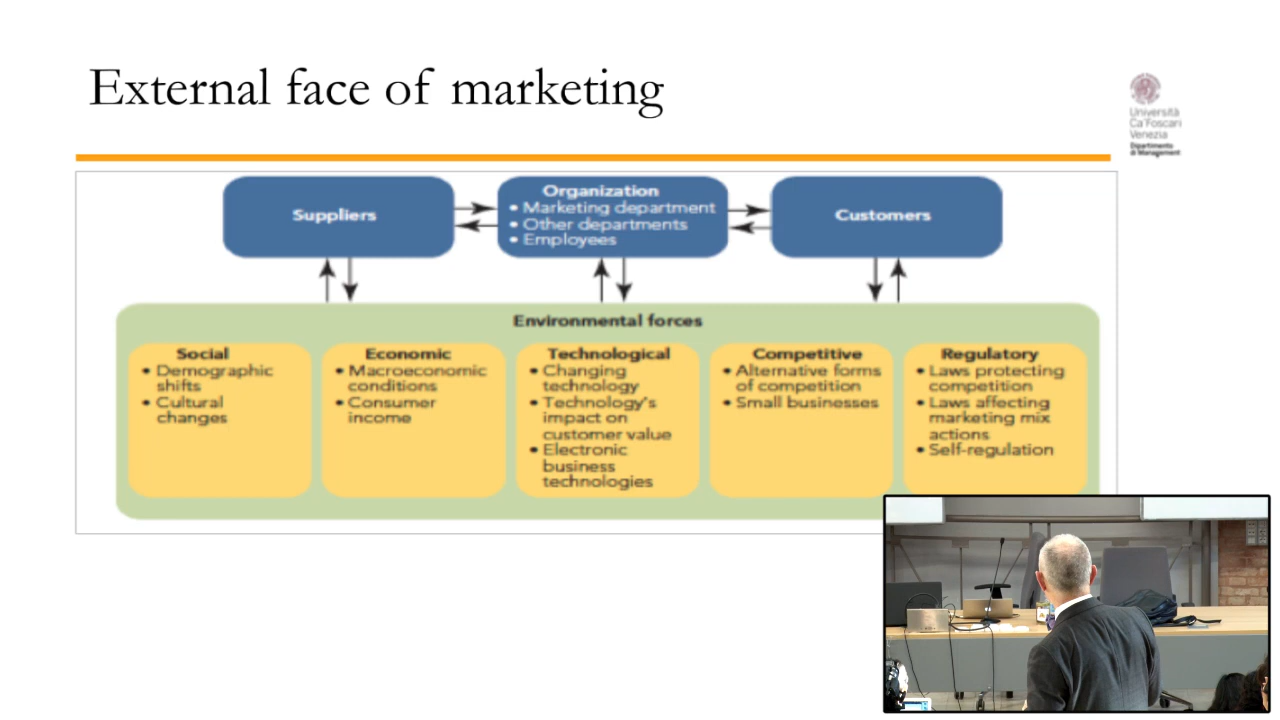 External face of marketing
Università
Ca'Foscari
Venezia
Dipartimento
di Management
Suppliers
Organization
• Marketing department
• Other departments
• Employees
Customers
Environmental forces
Social
• Demographic
shifts
• Cultural
changes
Economic
• Macroeconomic
conditions
• Consumer
income
Technological
• Changing
technology
• Technology's
impact on
customer value
• Electronic
business
technologies
Competitive
• Alternative forms
of competition
• Small businesses
Regulatory
• Laws protecting
competition
• Laws affecting
marketing mix
actions
• Self-regulation